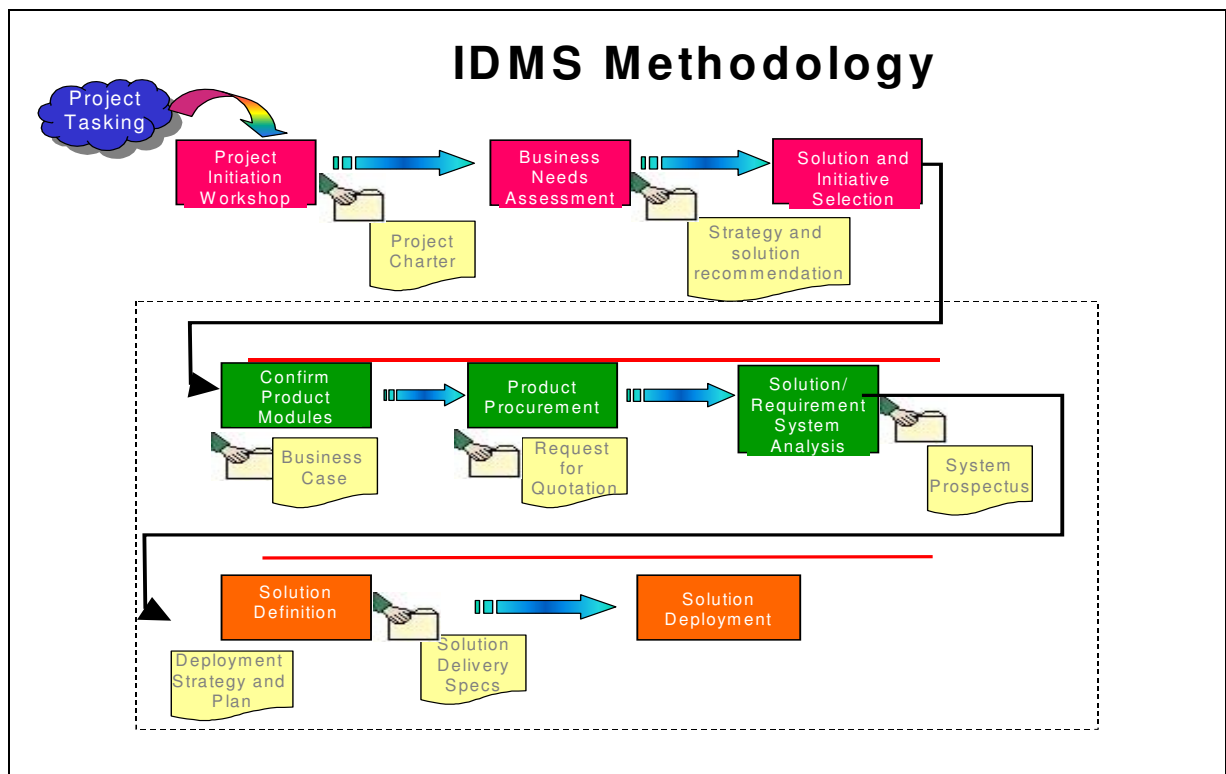 IDMS Methodology
Project
Tasking
Project
Initiation
Workshop
Business
Needs
Assessment
Solution and
Initiative
Selection
Project
Charter
Strategy and
solution
recommendation
Confirm
Product
Modules
Product
Procurement
Solution/
Requirement
System
Analysis
Business
Case
Request
for
Quotation
System
Prospectus
Solution
Definition
Solution
Deployment
Deployment
Strategy and
Plan
Solution
Delivery
Specs